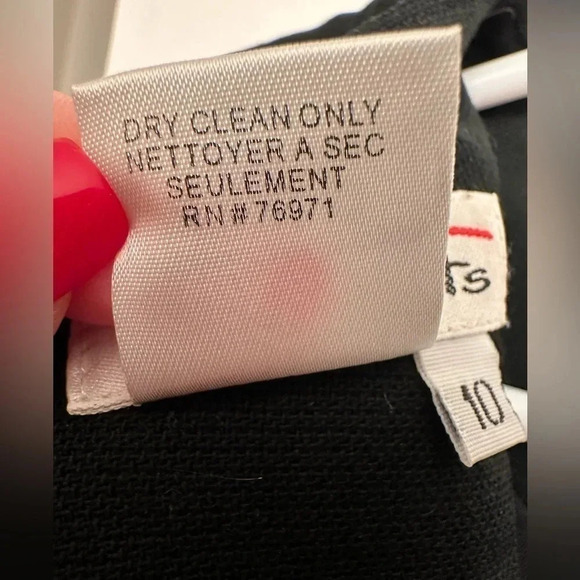 DRY CLEAN ONLY
NETTOYER A SEC
SEULEMENT
RN#76971
10